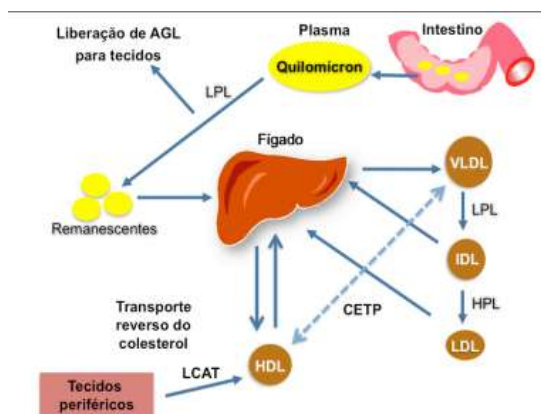 Liberação de AGL
para tecidos
Plasma
Intestino
Quilomícron
LPL
Fígado
VLDL
LPL
Remanescentes
IDL
HPL
CETP
LDL
Transporte
reverso do
colesterol
HDL
LCAT
Tecidos
periféricos